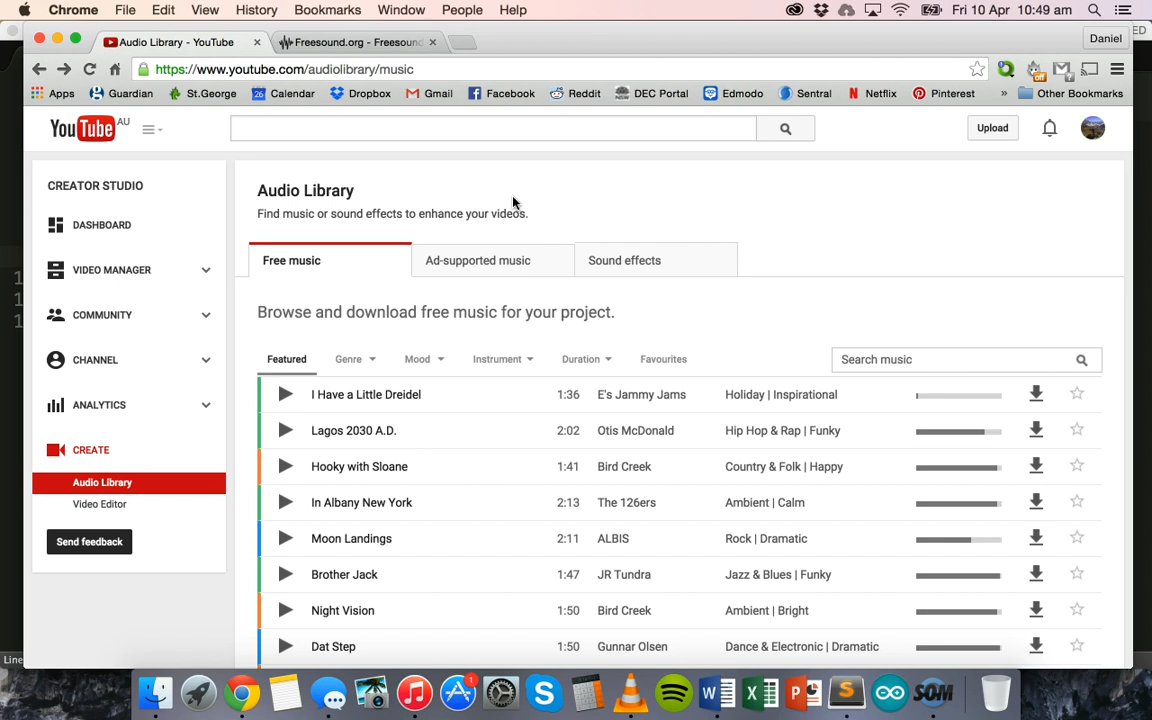 Chrome File Edit View History Bookmarks Window People Help Fri 10 Apr 10:49 am
Audio Library - YouTube Freesound.org - Freesound Daniel
https://www.youtube.com/audiolibrary/music
Apps Guardian St.George 26 Calendar Dropbox Gmail Facebook Reddit DEC Portal Edmodo Sentral Netflix Pinterest » Other Bookmarks
YouTube AU Upload
CREATOR STUDIO
DASHBOARD
VIDEO MANAGER
COMMUNITY
CHANNEL
ANALYTICS
CREATE
Audio Library
Video Editor
Send feedback
Audio Library
Find music or sound effects to enhance your videos.
Free music Ad-supported music Sound effects
Browse and download free music for your project.
Featured Genre Mood Instrument Duration Favourites Search music
I Have a Little Dreidel 1:36 E's Jammy Jams Holiday | Inspirational
Lagos 2030 A.D. 2:02 Otis McDonald Hip Hop & Rap | Funky
Hooky with Sloane 1:41 Bird Creek Country & Folk | Happy
In Albany New York 2:13 The 126ers Ambient | Calm
Moon Landings 2:11 ALBIS Rock | Dramatic
Brother Jack 1:47 JR Tundra Jazz & Blues | Funky
Night Vision 1:50 Bird Creek Ambient | Bright
Dat Step 1:50 Gunnar Olsen Dance & Electronic | Dramatic
Line
1
SOM